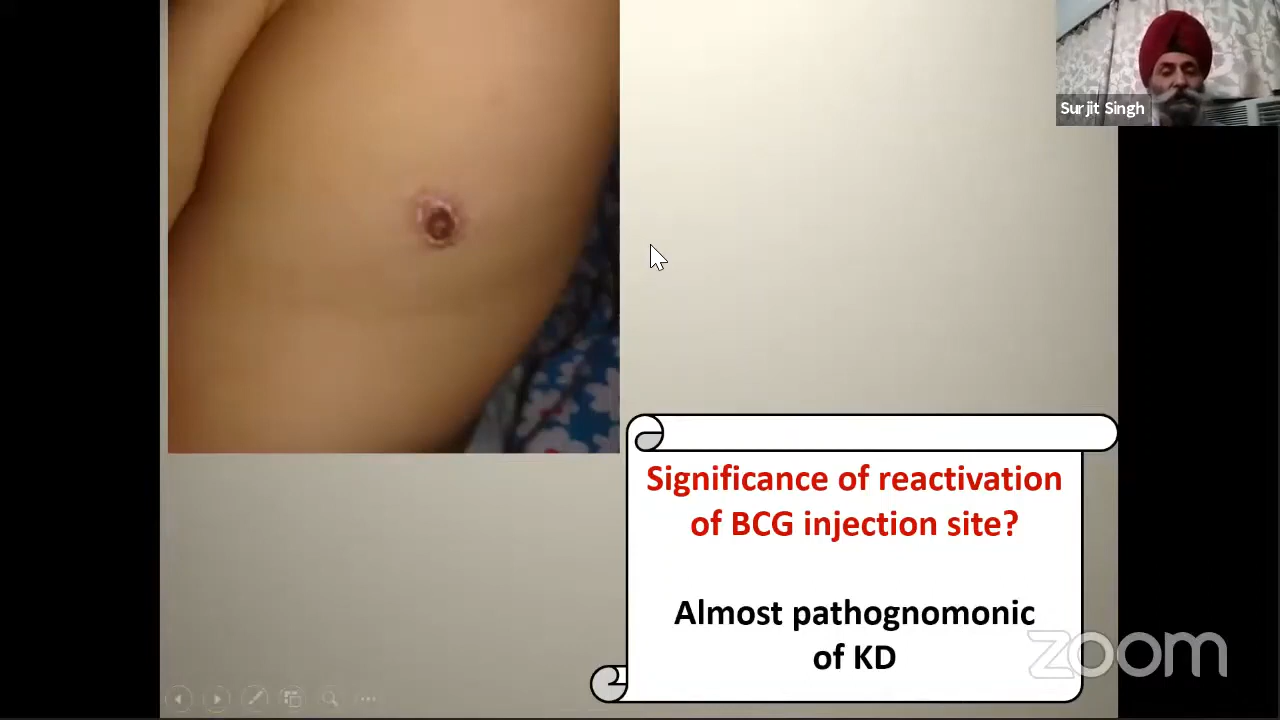 Surjit Singh
Significance of reactivation
of BCG injection site?
Almost pathognomonic
of KD
zoom